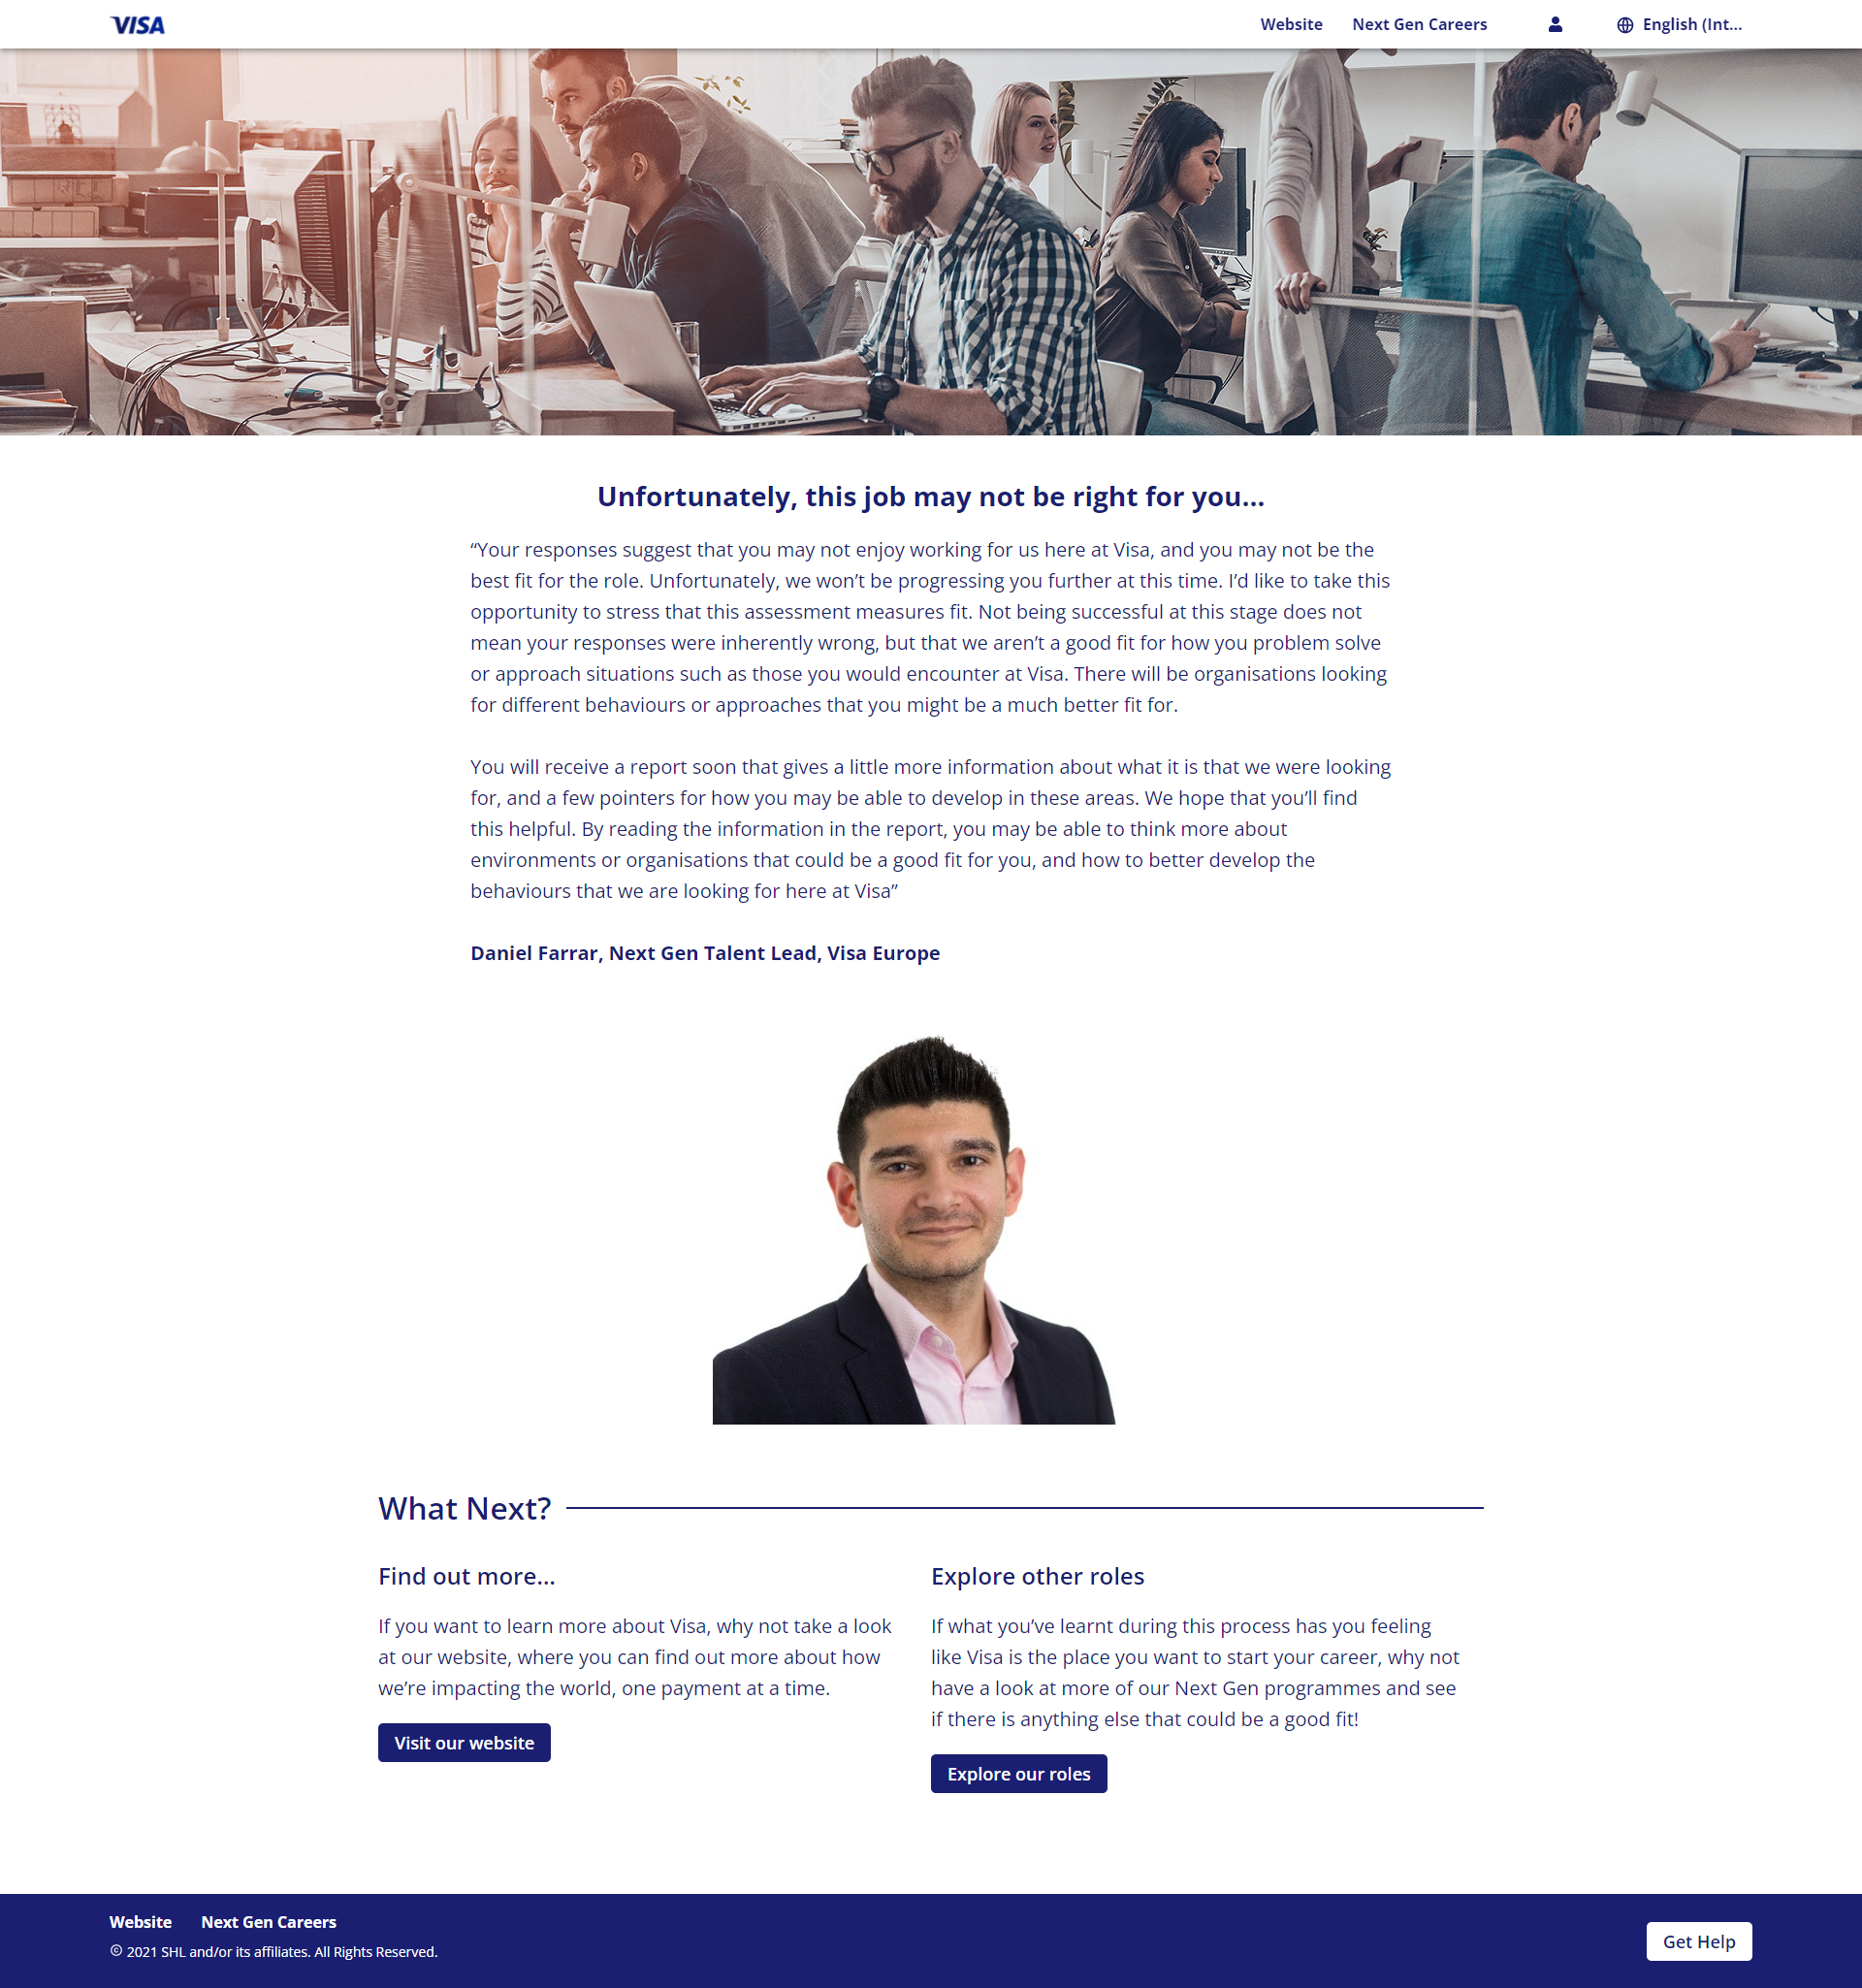 VISA
Website Next Gen Careers English (Int...
Unfortunately, this job may not be right for you...
“Your responses suggest that you may not enjoy working for us here at Visa, and you may not be the
best fit for the role. Unfortunately, we won’t be progressing you further at this time. I’d like to take this
opportunity to stress that this assessment measures fit. Not being successful at this stage does not
mean your responses were inherently wrong, but that we aren’t a good fit for how you problem solve
or approach situations such as those you would encounter at Visa. There will be organisations looking
for different behaviours or approaches that you might be a much better fit for.
You will receive a report soon that gives a little more information about what it is that we were looking
for, and a few pointers for how you may be able to develop in these areas. We hope that you’ll find
this helpful. By reading the information in the report, you may be able to think more about
environments or organisations that could be a good fit for you, and how to better develop the
behaviours that we are looking for here at Visa”
Daniel Farrar, Next Gen Talent Lead, Visa Europe
What Next?
Find out more...
If you want to learn more about Visa, why not take a look
at our website, where you can find out more about how
we’re impacting the world, one payment at a time.
Visit our website
Explore other roles
If what you’ve learnt during this process has you feeling
like Visa is the place you want to start your career, why not
have a look at more of our Next Gen programmes and see
if there is anything else that could be a good fit!
Explore our roles
Website Next Gen Careers
© 2021 SHL and/or its affiliates. All Rights Reserved.
Get Help